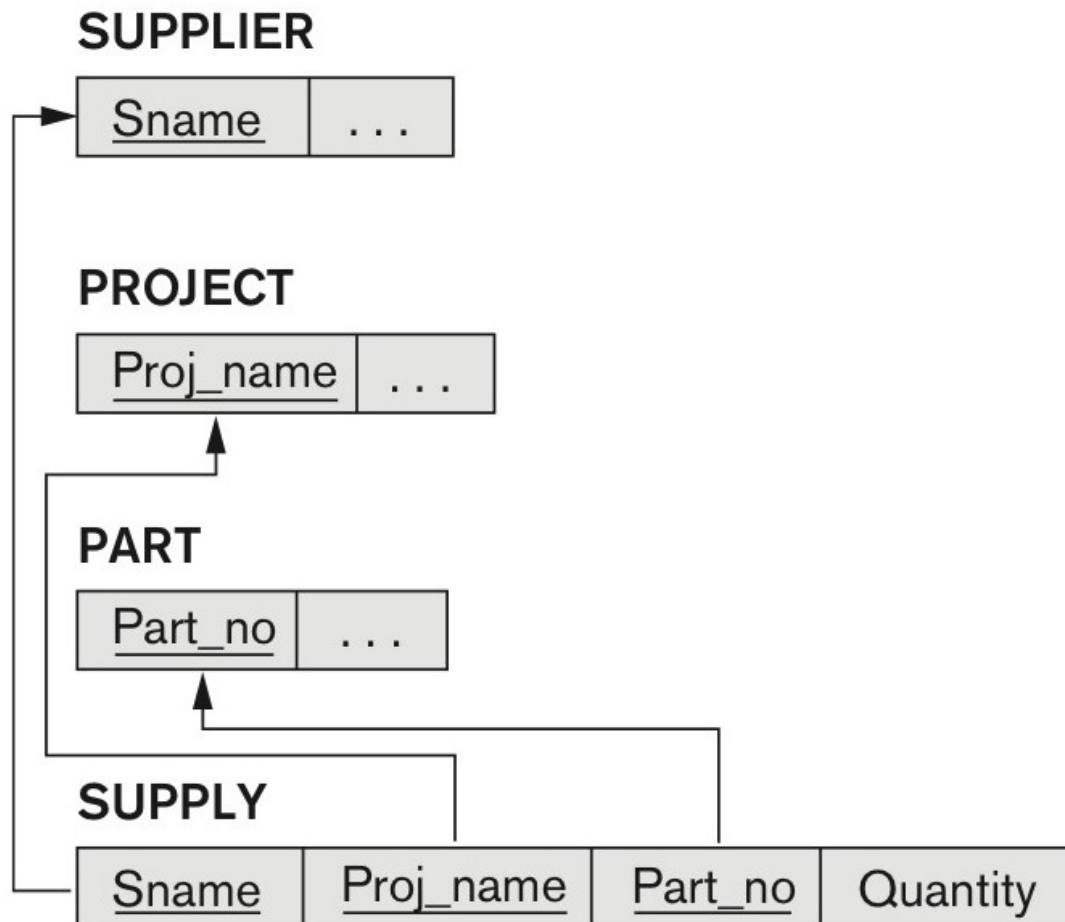 SUPPLIER
Sname ...
PROJECT
Proj_name ...
PART
Part_no ...
SUPPLY
Sname Proj_name Part_no Quantity